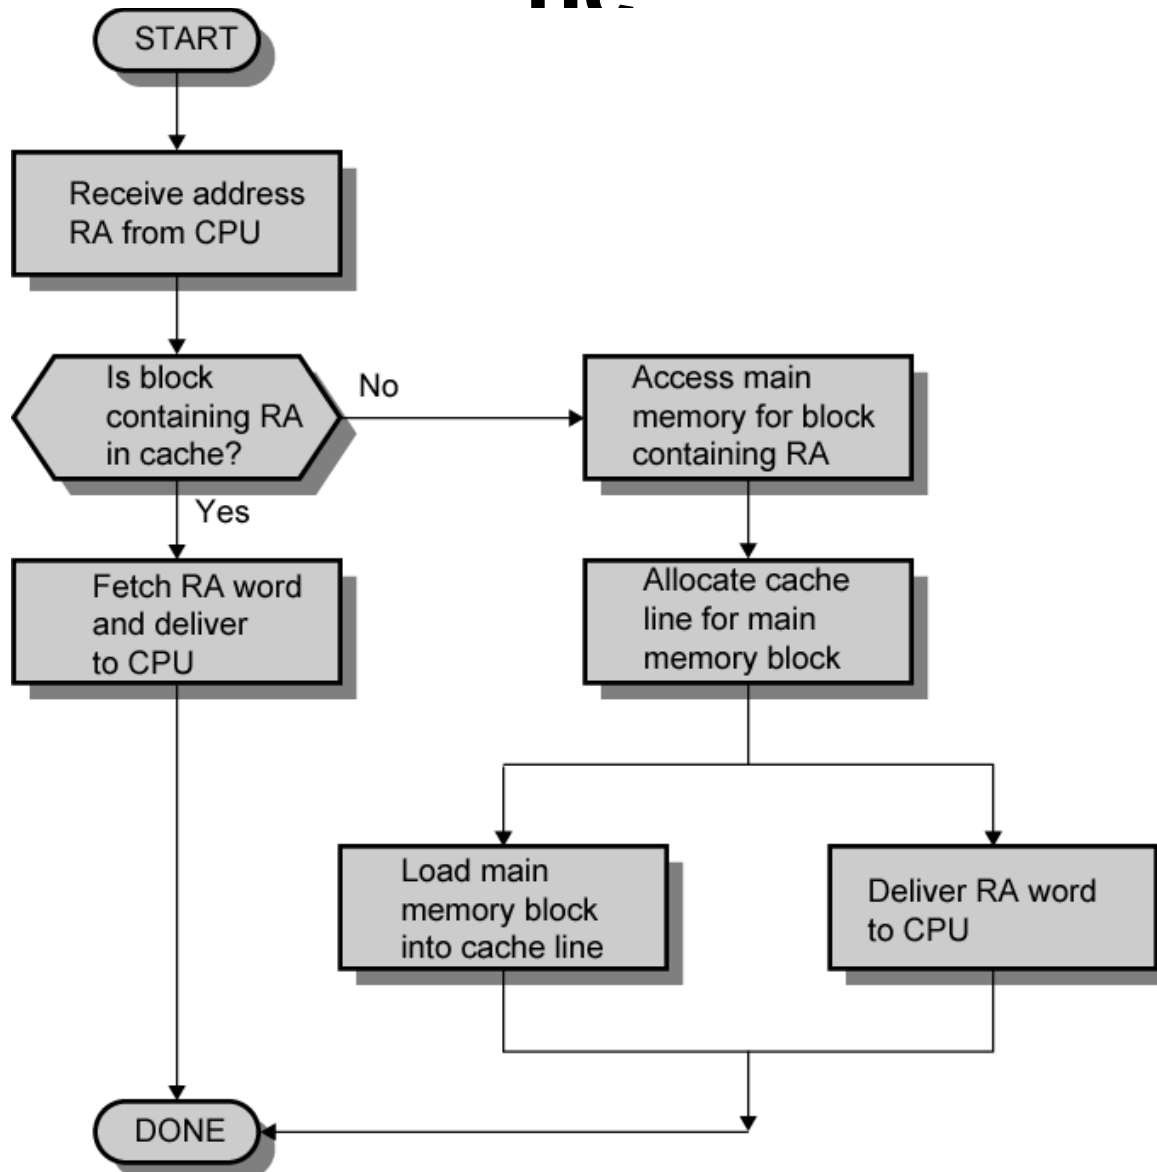 START
Receive address
RA from CPU
Is block
containing RA
in cache?
No
Access main
memory for block
containing RA
Yes
Fetch RA word
and deliver
to CPU
Allocate cache
line for main
memory block
Load main
memory block
into cache line
Deliver RA word
to CPU
DONE